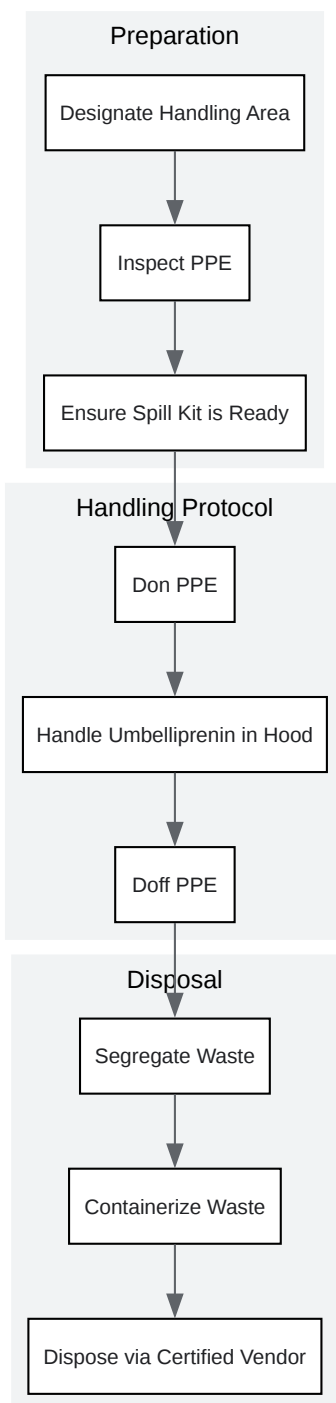 Preparation
Designate Handling Area
Inspect PPE
Ensure Spill Kit is Ready
Handling Protocol
Don PPE
Handle Umbelliprenin in Hood
Doff PPE
Disposal
Segregate Waste
Containerize Waste
Dispose via Certified Vendor